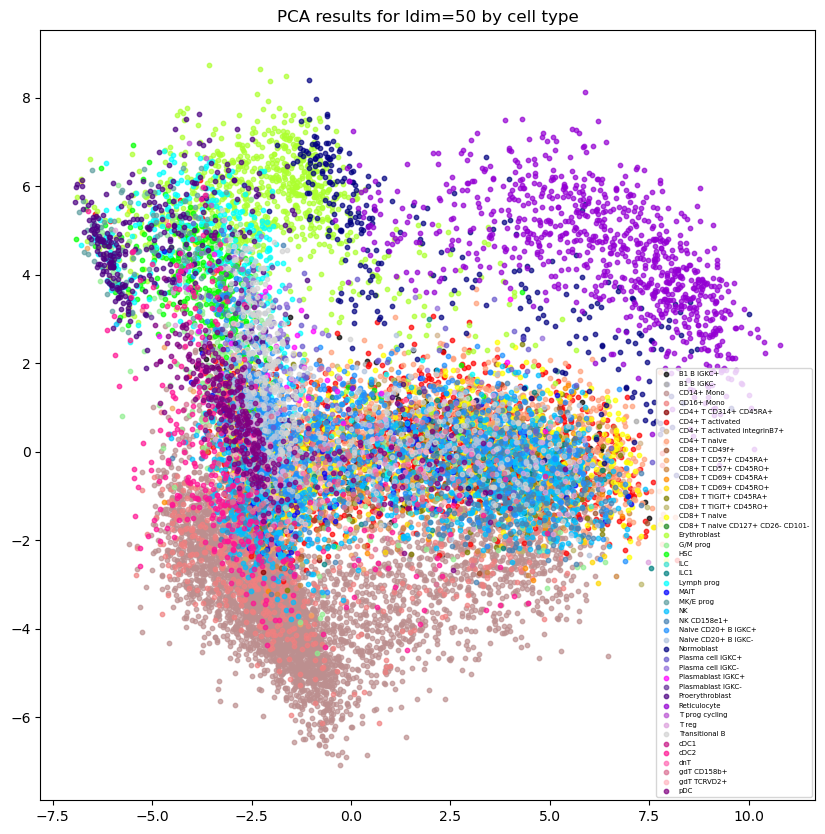 PCA results for ldim=50 by cell type
8
6
4
2
0
−2
−4
−6
−7.5
−5.0
−2.5
0.0
2.5
5.0
7.5
10.0
B1 B IGKC+
B1 B IGKC-
CD14+ Mono
CD16+ Mono
CD4+ T CD314+ CD45RA+
CD4+ T activated
CD4+ T activated integrinB7+
CD4+ T naive
CD8+ T CD49f+
CD8+ T CD57+ CD45RA+
CD8+ T CD57+ CD45RO+
CD8+ T CD69+ CD45RA+
CD8+ T CD69+ CD45RO+
CD8+ T TIGIT+ CD45RA+
CD8+ T TIGIT+ CD45RO+
CD8+ T naive
CD8+ T naive CD127+ CD26- CD101-
Erythroblast
G/M prog
HSC
ILC
ILC1
Lymph prog
MAIT
MK/E prog
NK
NK CD158e1+
Naive CD20+ B IGKC+
Naive CD20+ B IGKC-
Normoblast
Plasma cell IGKC+
Plasma cell IGKC-
Plasmablast IGKC+
Plasmablast IGKC-
Proerythroblast
Reticulocyte
T prog cycling
T reg
Transitional B
cDC1
cDC2
dnT
gdT CD158b+
gdT TCRVD2+
pDC